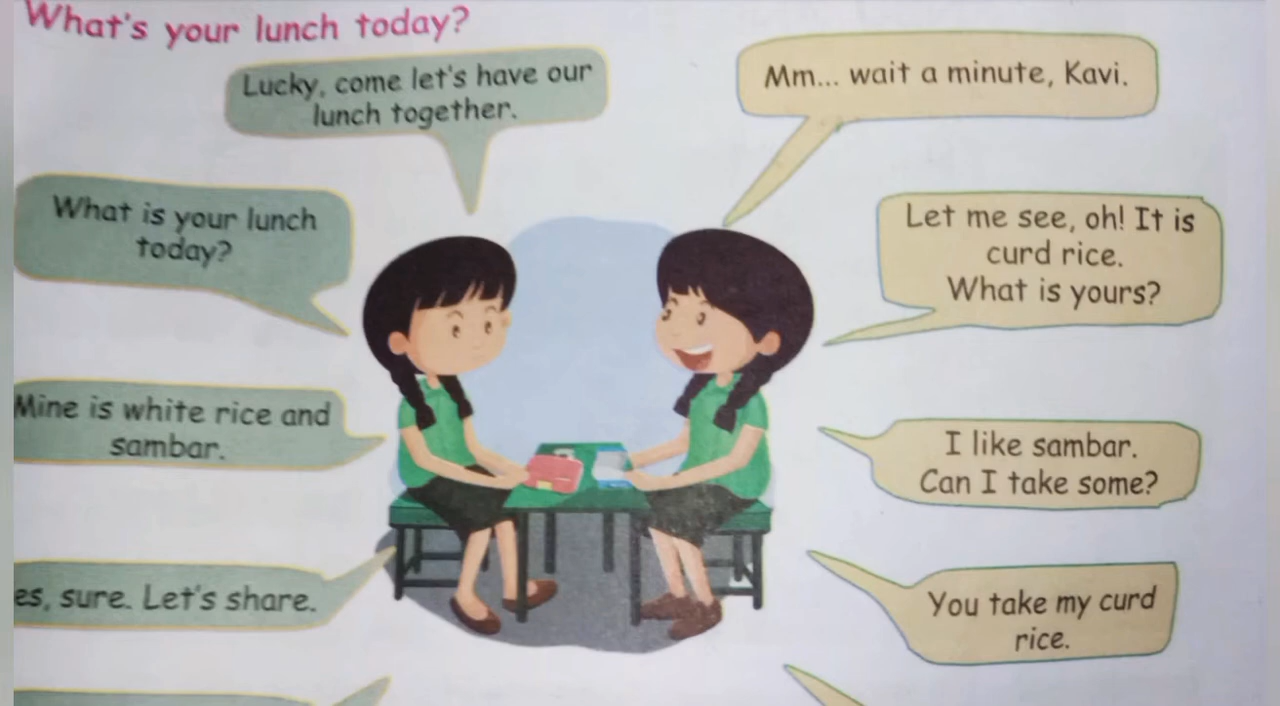 What's your lunch today?
Lucky, come let's have our
lunch together.
Mm... wait a minute, Kavi.
What is your lunch
today?
Let me see, oh! It is
curd rice.
What is yours?
Mine is white rice and
sambar.
I like sambar.
Can I take some?
es, sure. Let's share.
You take my curd
rice.